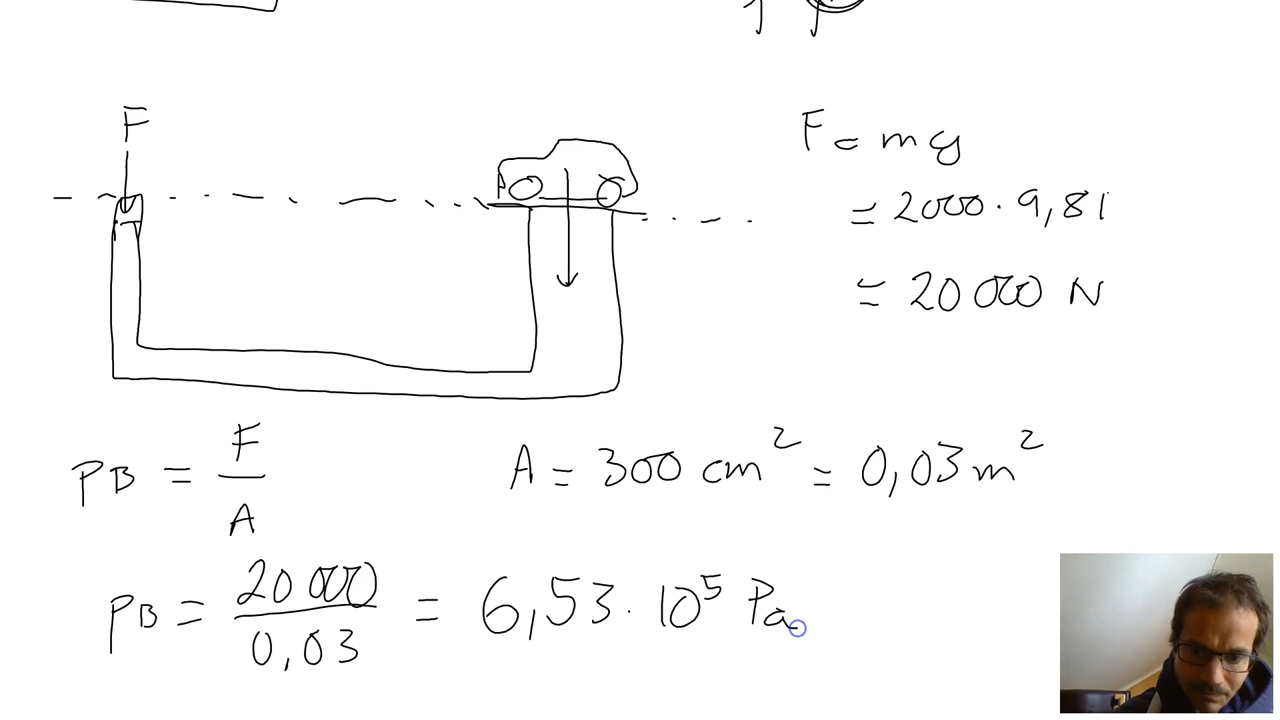 F
F = mg
= 2000 · 9,81
≈ 20 000 N
PB = F / A
A = 300 cm² = 0,03 m²
PB = 20 000 / 0,03 = 6,53 · 10⁵ Pa